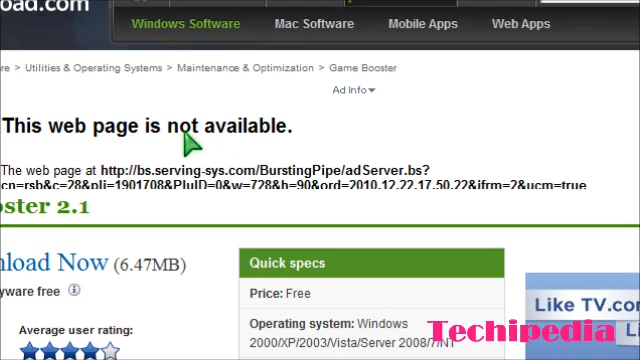 oad.com
Windows Software Mac Software Mobile Apps Web Apps
re > Utilities & Operating Systems > Maintenance & Optimization > Game Booster
Ad Info
This web page is not available.
The web page at http://bs.serving-sys.com/BurstingPipe/adServer.bs?
cn=rsb&c=28&pli=1901708&PluID=0&w=728&h=90&ord=2010.12.22.17.50.22&ifrm=2&ucm=true
oster 2.1
nload Now (6.47MB)
yware free
Average user rating:
Quick specs
Price: Free
Operating system: Windows
2000/XP/2003/Vista/Server 2008/7/NT
Like TV.co
Li
Techipedia